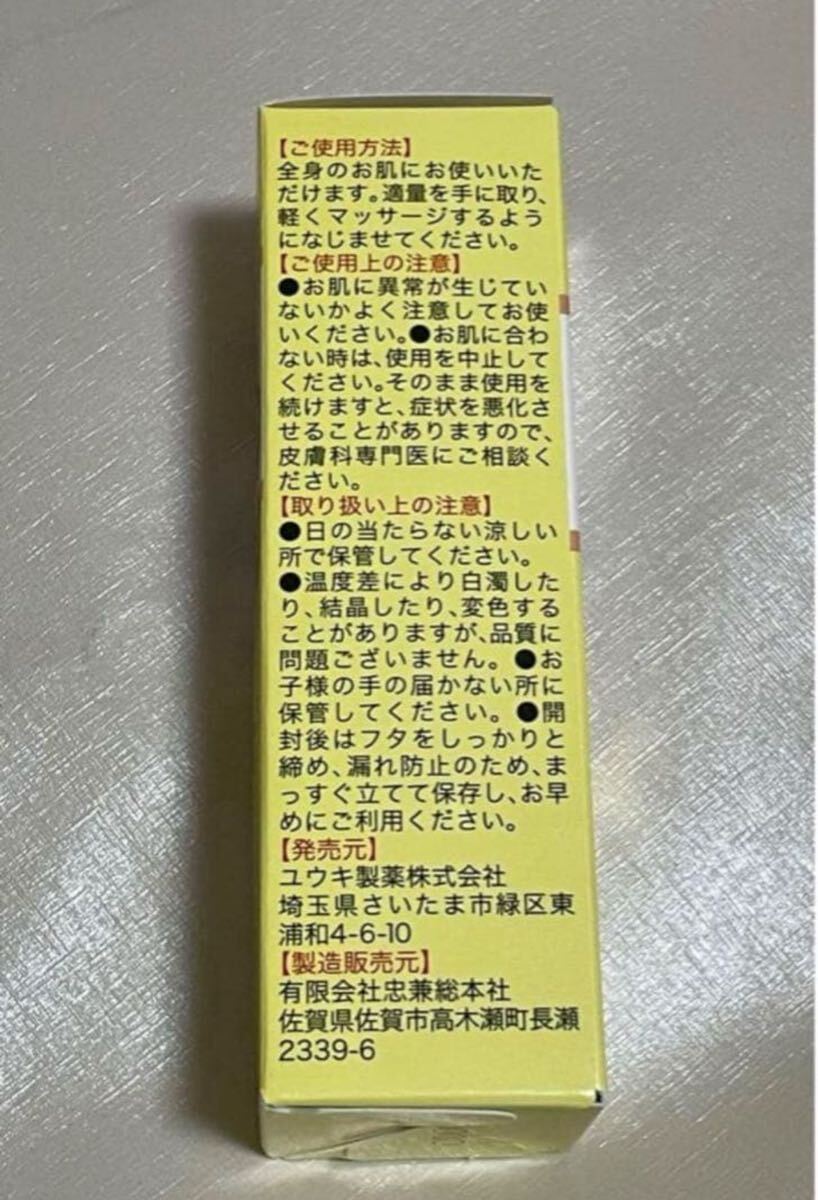 【ご使用方法】
全身のお肌にお使いいた
だけます。適量を手に取り、
軽くマッサージするよう
になじませてください。
【ご使用上の注意】
●お肌に異常が生じてい
ないかよく注意してお使
いください。●お肌に合わ
ない時は、使用を中止して
ください。そのまま使用を
続けますと、症状を悪化さ
せることがありますので、
皮膚科専門医にご相談く
ださい。
【取り扱い上の注意】
●日の当たらない涼しい
所で保管してください。
●温度差により白濁した
り、結晶したり、変色する
ことがありますが、品質に
問題ございません。●お
子様の手の届かない所に
保管してください。●開
封後はフタをしっかりと
締め、漏れ防止のため、ま
っすぐ立てて保存し、お早
めにご利用ください。
【発売元】
ユウキ製薬株式会社
埼玉県さいたま市緑区東
浦和4-6-10
【製造販売元】
有限会社忠兼総本社
佐賀県佐賀市高木瀬町長瀬
2339-6